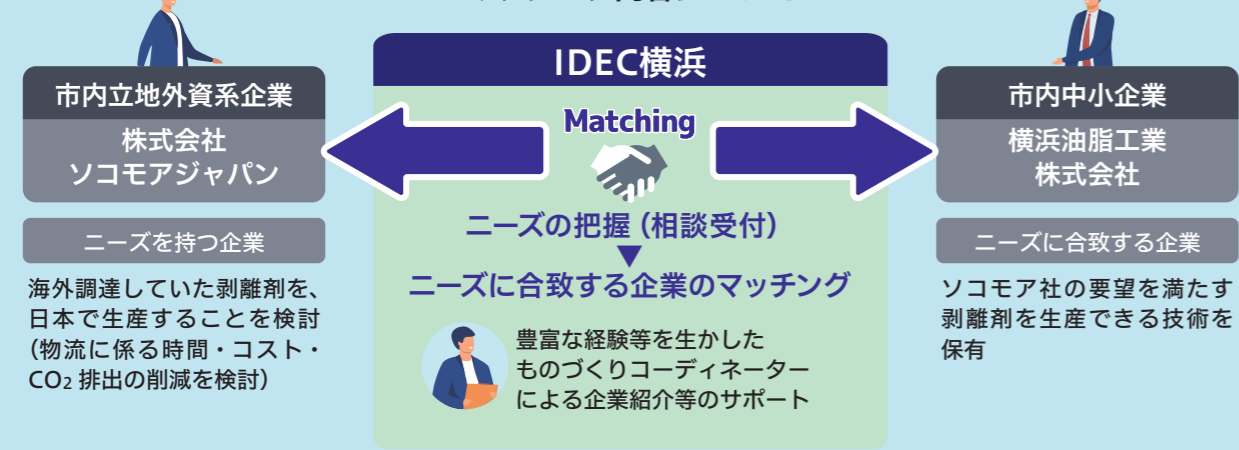 市内立地外資系企業
株式会社
ソコモアジャパン
ニーズを持つ企業
海外調達していた剥離剤を、
日本で生産することを検討
（物流に係る時間・コスト・
CO2 排出の削減を検討）
IDEC横浜
Matching
ニーズの把握（相談受付）
▼
ニーズに合致する企業のマッチング
豊富な経験等を生かした
ものづくりコーディネーター
による企業紹介等のサポート
市内中小企業
横浜油脂工業
株式会社
ニーズに合致する企業
ソコモア社の要望を満たす
剥離剤を生産できる技術を
保有